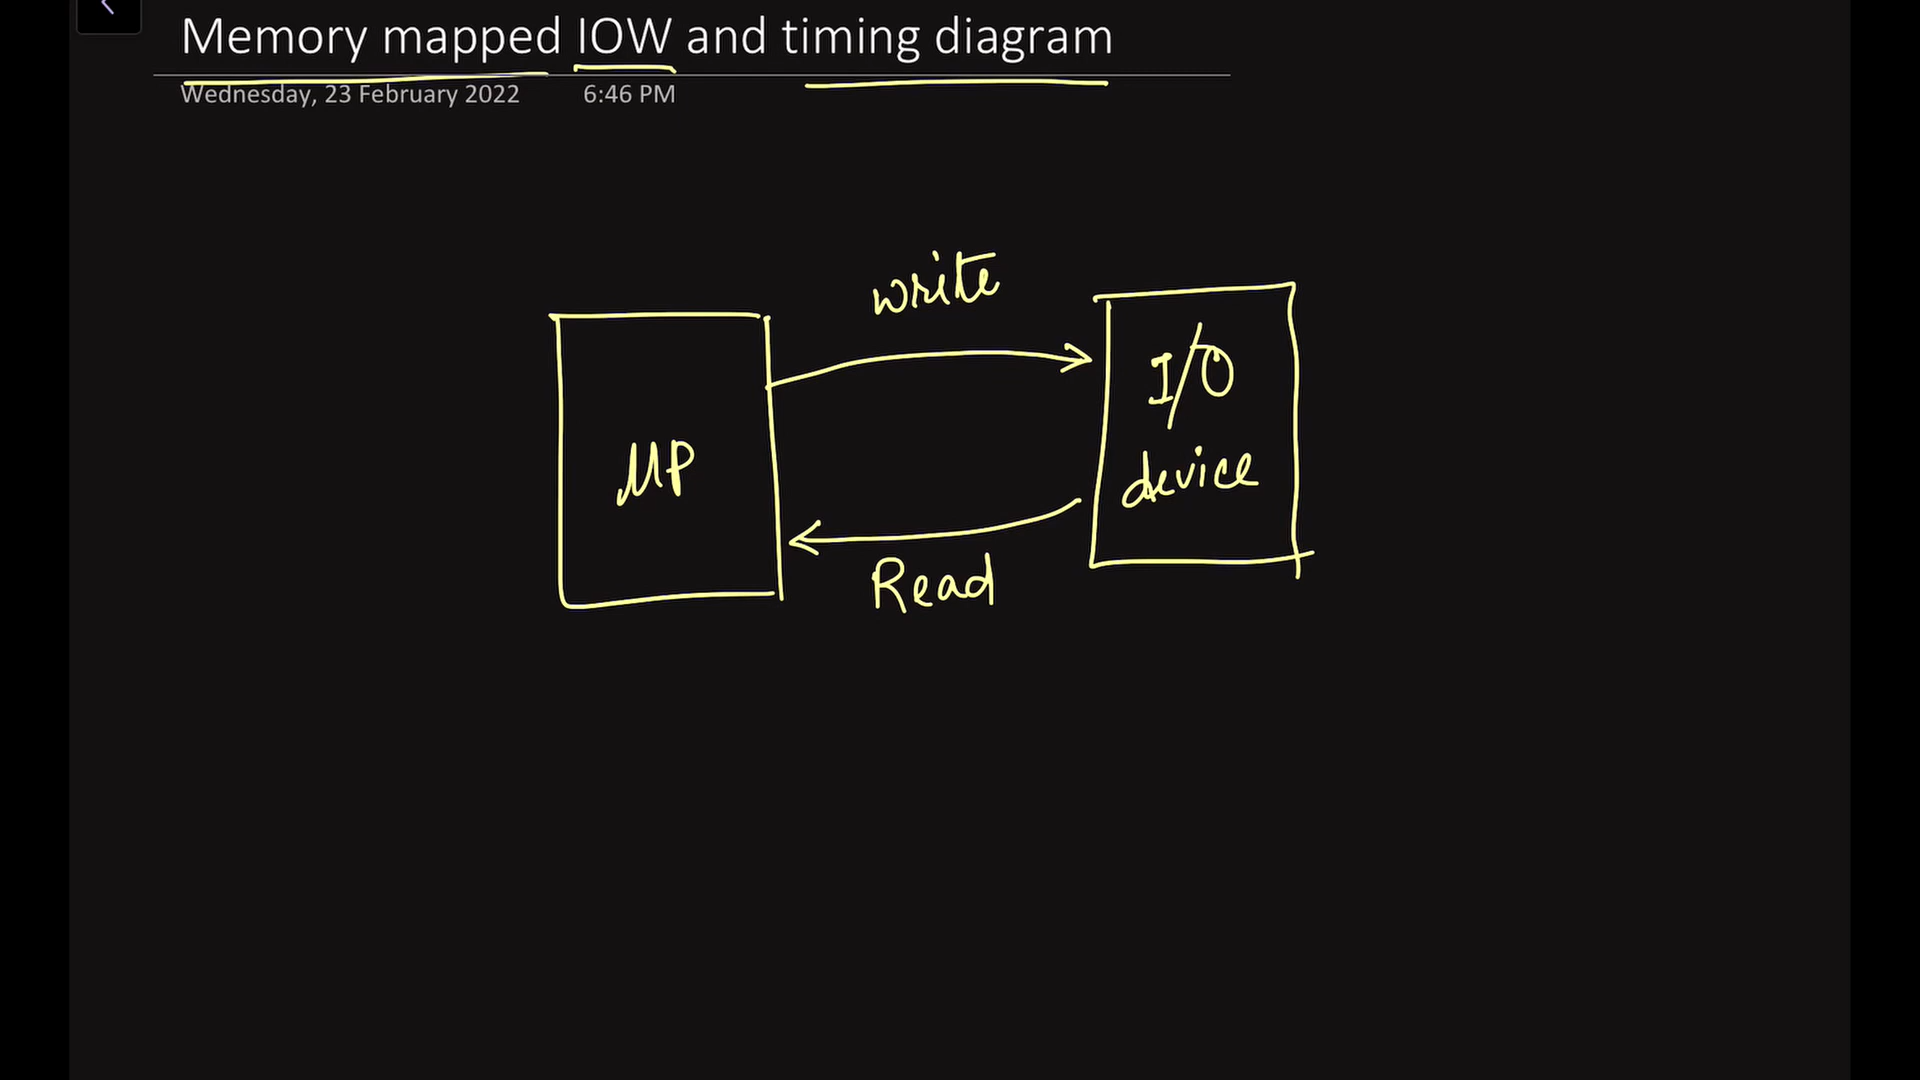 Memory mapped IOW and timing diagram
Wednesday, 23 February 2022 6:46 PM
write
I/O
device
MP
Read